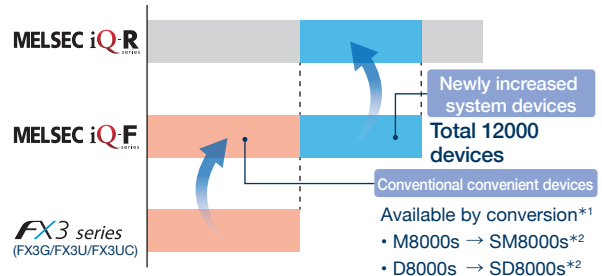 MELSEC iQ-R
series
Newly increased
system devices
MELSEC iQ-F
series
Total 12000
devices
Conventional convenient devices
FX3 series
(FX3G/FX3U/FX3UC)
Available by conversion*1
• M8000s → SM8000s*2
• D8000s → SD8000s*2